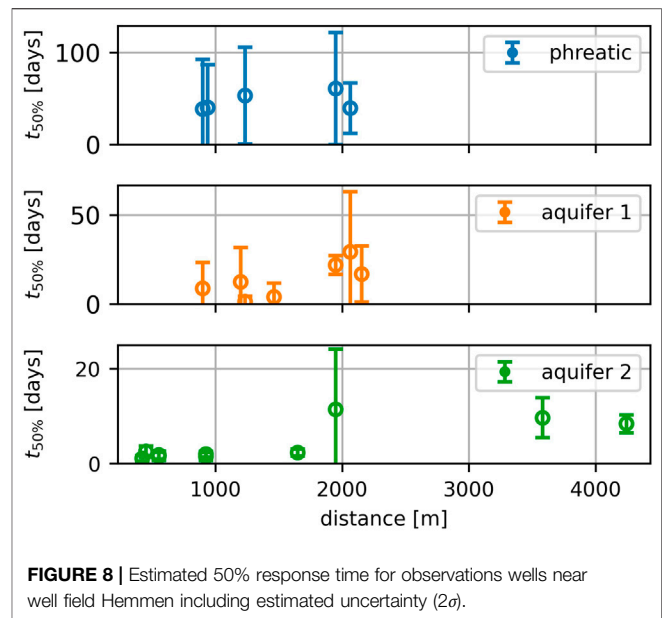 100
0
t50% [days]
phreatic
50
0
t50% [days]
aquifer 1
20
0
t50% [days]
aquifer 2
1000 2000 3000 4000
distance [m]
FIGURE 8 | Estimated 50% response time for observations wells near
well field Hemmen including estimated uncertainty (2σ).